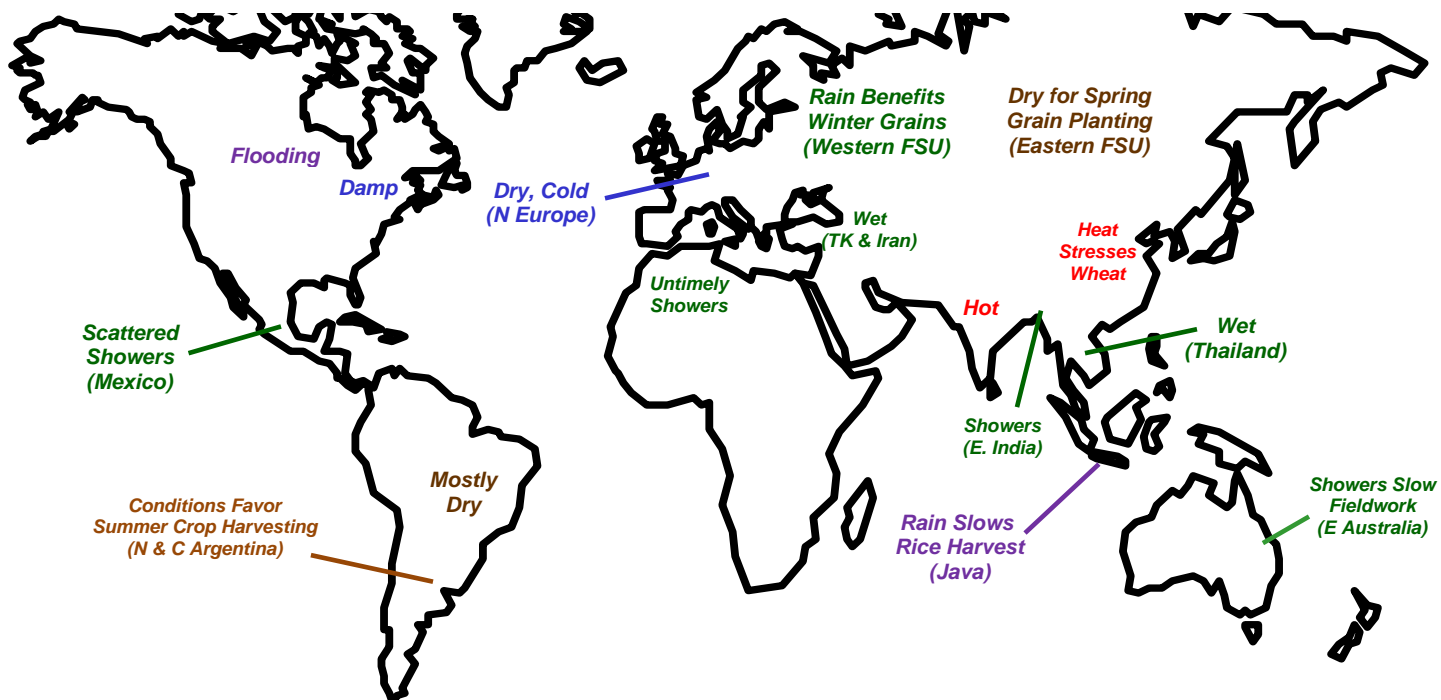 Rain Benefits
Winter Grains
(Western FSU)
Dry for Spring
Grain Planting
(Eastern FSU)
Flooding
Damp
Dry, Cold
(N Europe)
Wet
(TK & Iran)
Heat
Stresses
Wheat
Untimely
Showers
Hot
Scattered
Showers
(Mexico)
Wet
(Thailand)
Showers
(E. India)
Mostly
Dry
Conditions Favor
Summer Crop Harvesting
(N & C Argentina)
Rain Slows
Rice Harvest
(Java)
Showers Slow
Fieldwork
(E Australia)